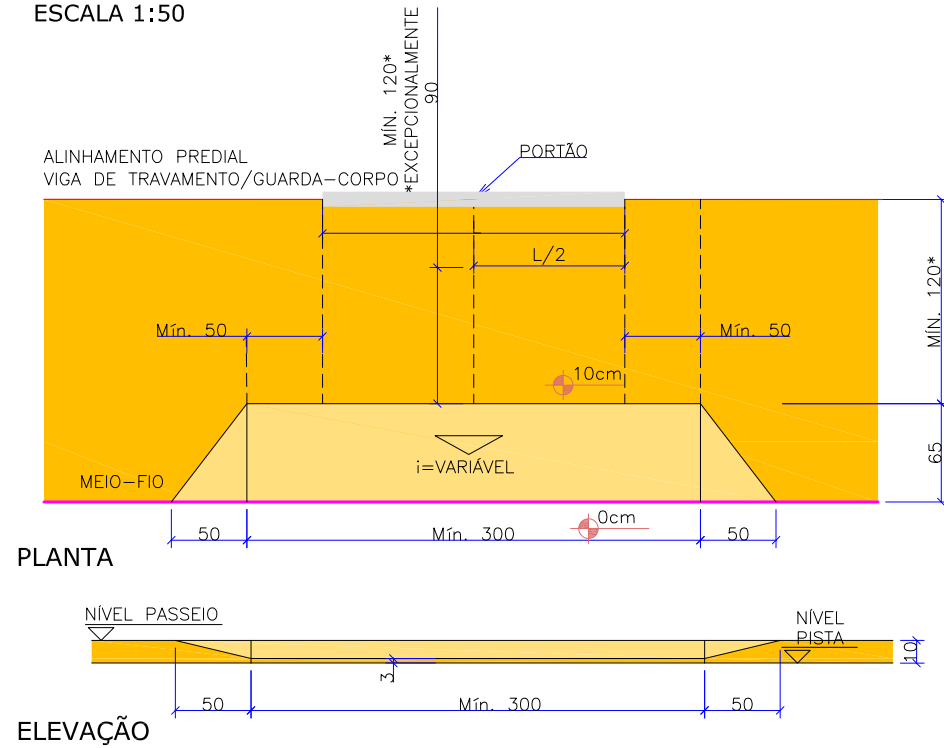 ESCALA 1:50
MÍN. 120*
*EXCEPCIONALMENTE
90
PORTÃO
ALINHAMENTO PREDIAL
VIGA DE TRAVAMENTO/GUARDA-CORPO
L
L/2
MÍN. 120*
Mín. 50
Mín. 50
10cm
65
i=VARIÁVEL
MEIO-FIO
0cm
50
Mín. 300
50
PLANTA
NÍVEL PASSEIO
NÍVEL
PISTA
10
3
50
Mín. 300
50
ELEVAÇÃO